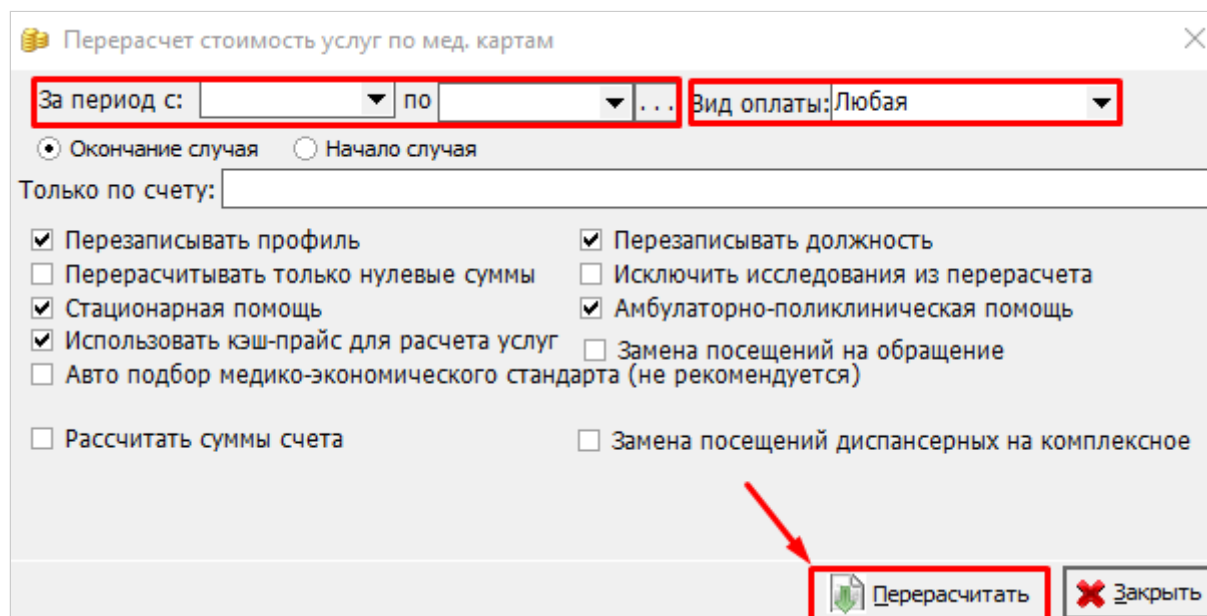 Перерасчет стоимость услуг по мед. картам
За период с: по ... Вид оплаты: Любая
Окончание случая Начало случая
Только по счету:
Перезаписывать профиль Перезаписывать должность
Перерасчитывать только нулевые суммы Исключить исследования из перерасчета
Стационарная помощь Амбулаторно-поликлиническая помощь
Использовать кэш-прайс для расчета услуг Замена посещений на обращение
Авто подбор медико-экономического стандарта (не рекомендуется)
Рассчитать суммы счета Замена посещений диспансерных на комплексное
Перерасчитать Закрыть